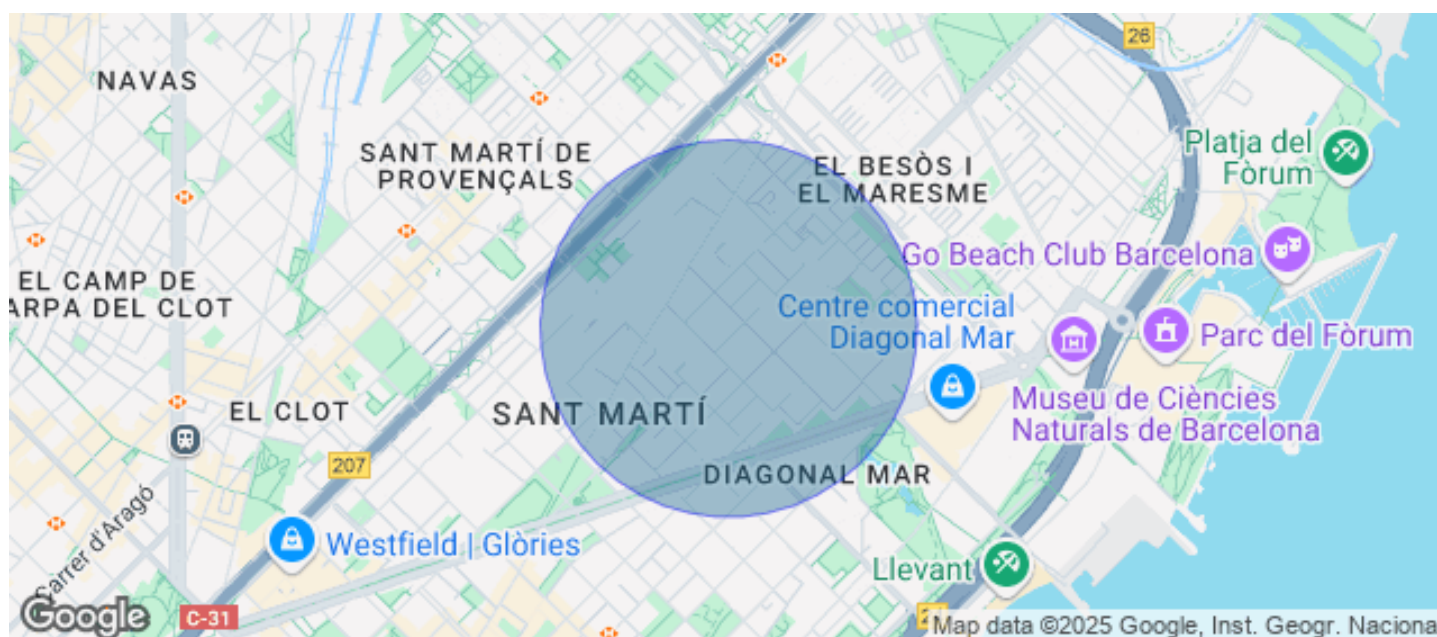 26
NAVAS
SANT MARTÍ DE
PROVENÇALS
EL BESÒS I
EL MARESME
Platja del
Fòrum
Go Beach Club Barcelona
EL CAMP DE
ARPA DEL CLOT
Centre comercial
Diagonal Mar
Parc del Fòrum
Museu de Ciències
Naturals de Barcelona
EL CLOT
SANT MARTÍ
207
DIAGONAL MAR
Carrer d'Aragó
Westfield | Glòries
Llevant
Google
C-31
Map data ©2025 Google, Inst. Geogr. Naciona